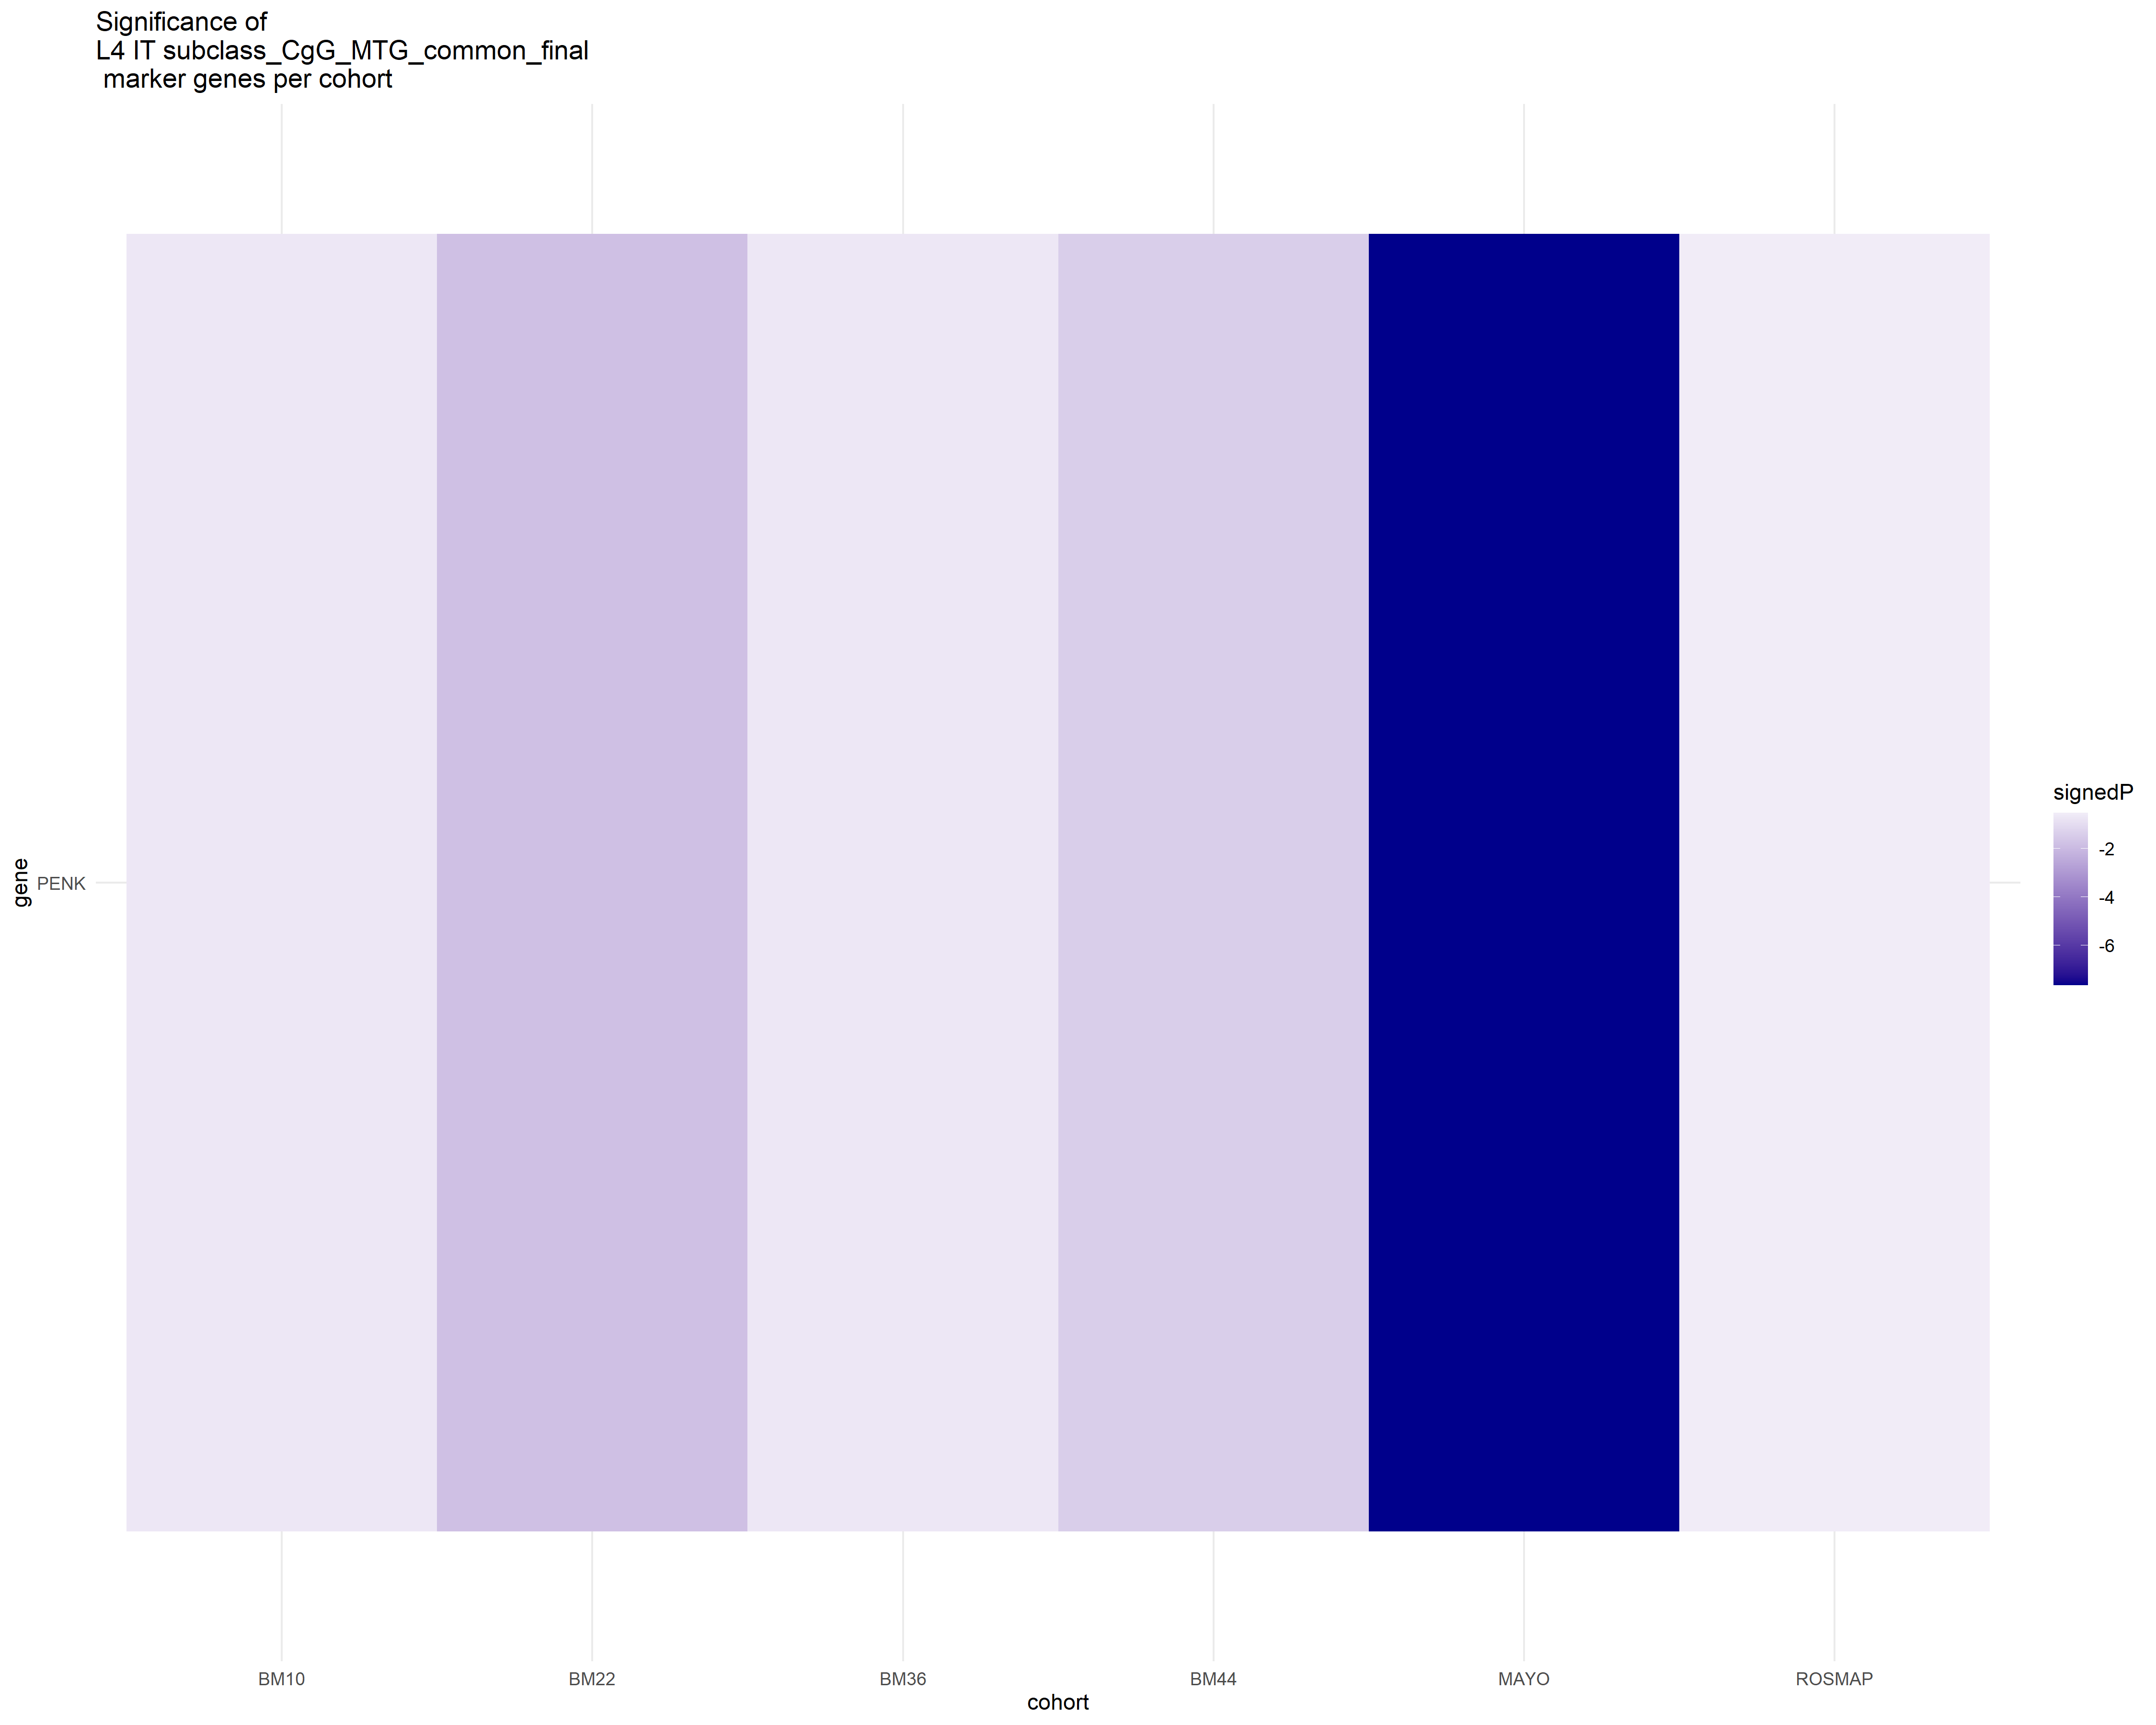 Significance of
L4 IT subclass_CgG_MTG_common_final
marker genes per cohort
gene
PENK
signedP
-2
-4
-6
BM10 BM22 BM36 BM44 MAYO ROSMAP
cohort